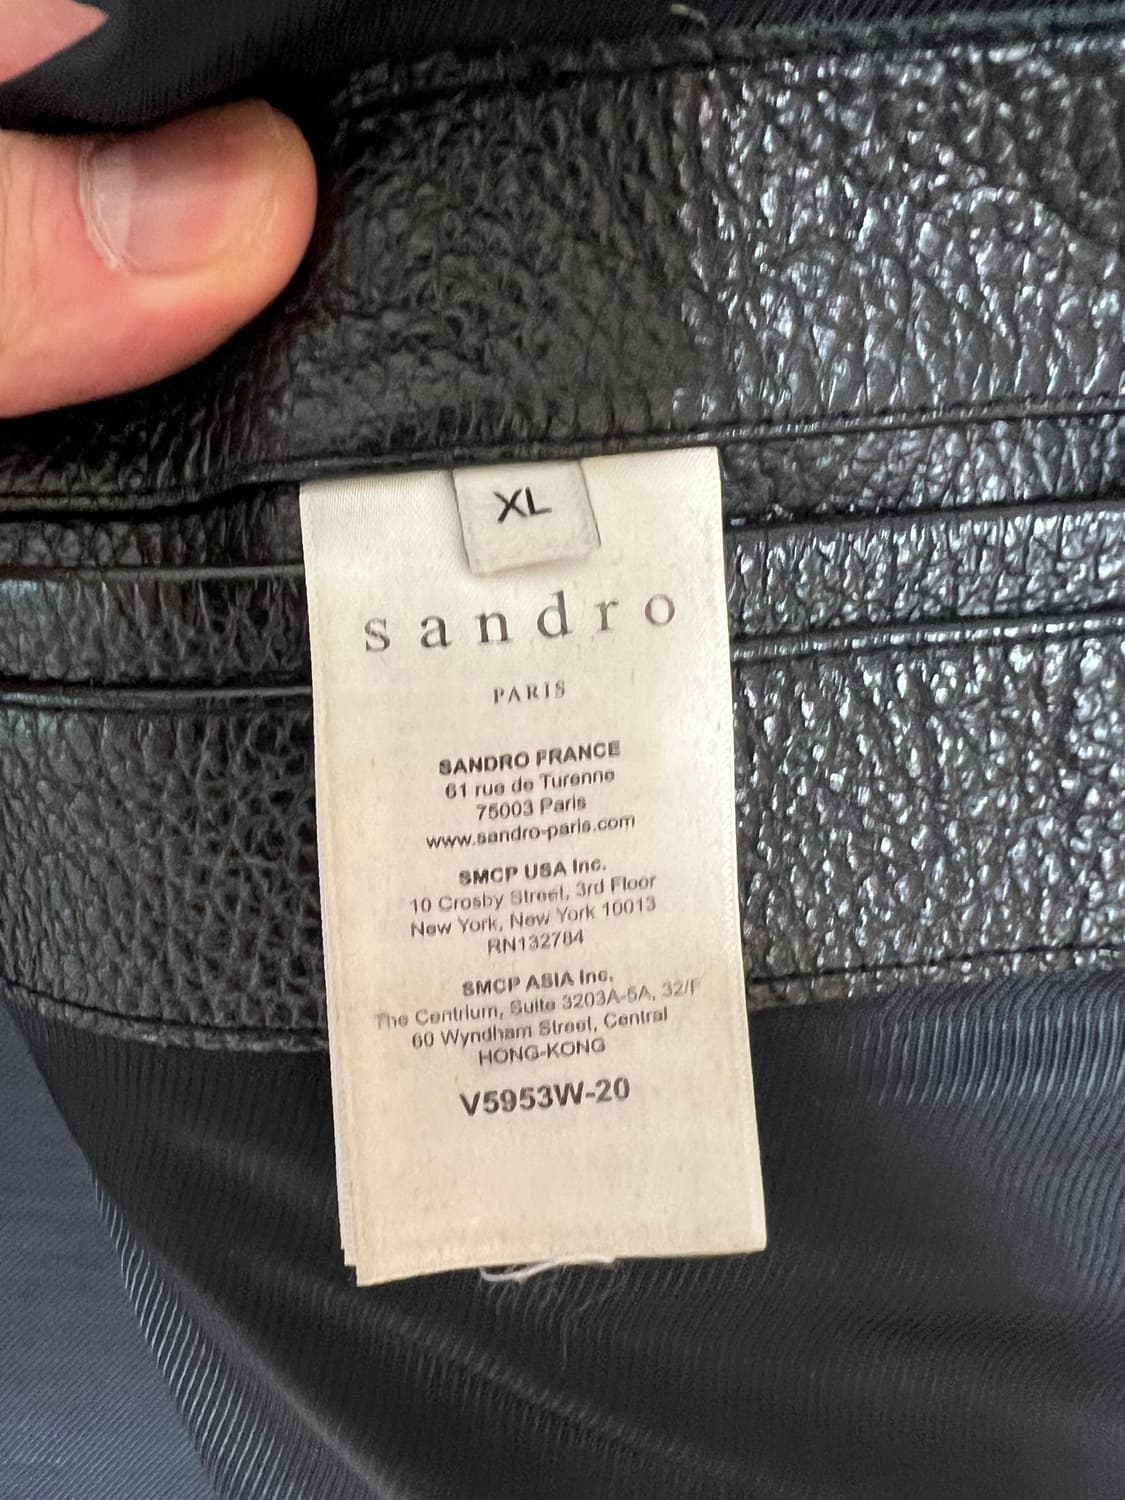 XL
sandro
PARIS
SANDRO FRANCE
61 rue de Turenne
75003 Paris
www.sandro-paris.com
SMCP USA Inc.
10 Crosby Street, 3rd Floor
New York, New York 10013
RN132784
SMCP ASIA Inc.
The Centrium, Suite 3203A-5A, 32/F
60 Wyndham Street, Central
HONG-KONG
V5953W-20